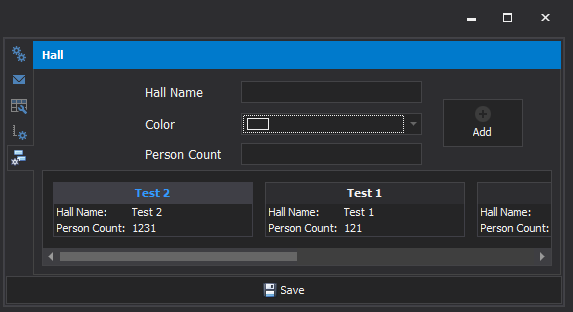 Hall
Hall Name
Color
Person Count
Add
Test 2
Hall Name: Test 2
Person Count: 1231
Test 1
Hall Name: Test 1
Person Count: 121
Hall Name:
Person Count:
Save